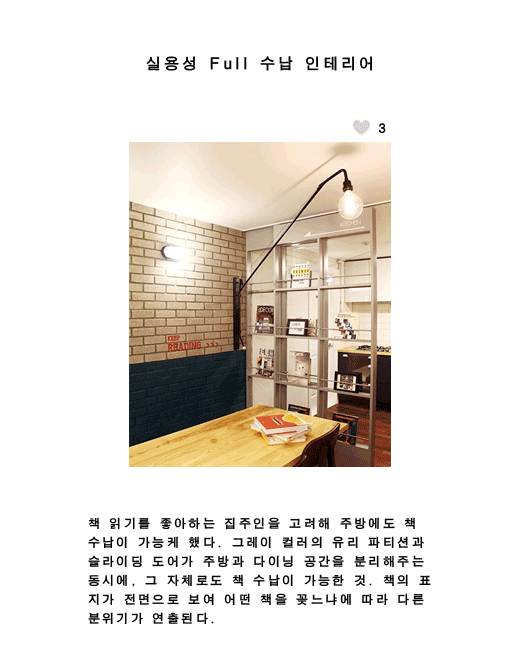 실용성 Full 수납 인테리어
3
KITCHEN
KEEP
READING >>>
책 읽기를 좋아하는 집주인을 고려해 주방에도 책
수납이 가능케 했다. 그레이 컬러의 유리 파티션과
슬라이딩 도어가 주방과 다이닝 공간을 분리해주는
동시에, 그 자체로도 책 수납이 가능한 것. 책의 표
지가 전면으로 보여 어떤 책을 꽂느냐에 따라 다른
분위기가 연출된다.